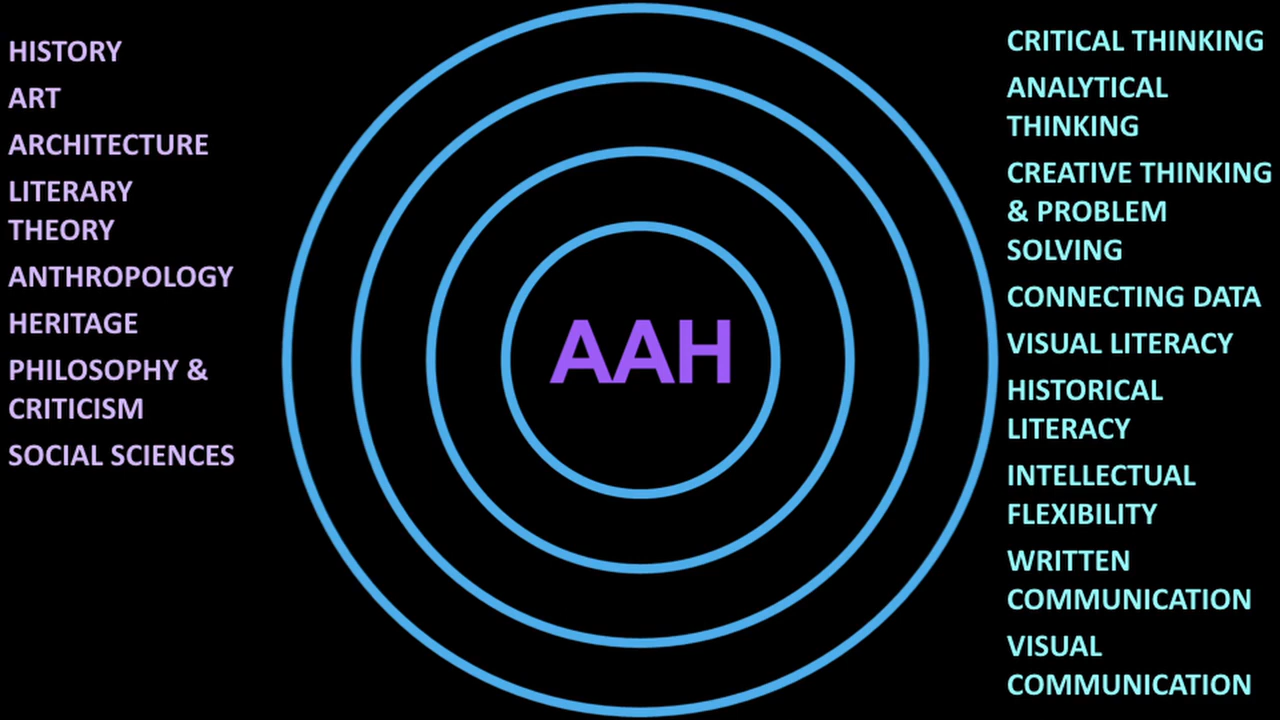 HISTORY
ART
ARCHITECTURE
LITERARY
THEORY
ANTHROPOLOGY
HERITAGE
PHILOSOPHY &
CRITICISM
SOCIAL SCIENCES
AAH
CRITICAL THINKING
ANALYTICAL
THINKING
CREATIVE THINKING
& PROBLEM
SOLVING
CONNECTING DATA
VISUAL LITERACY
HISTORICAL
LITERACY
INTELLECTUAL
FLEXIBILITY
WRITTEN
COMMUNICATION
VISUAL
COMMUNICATION